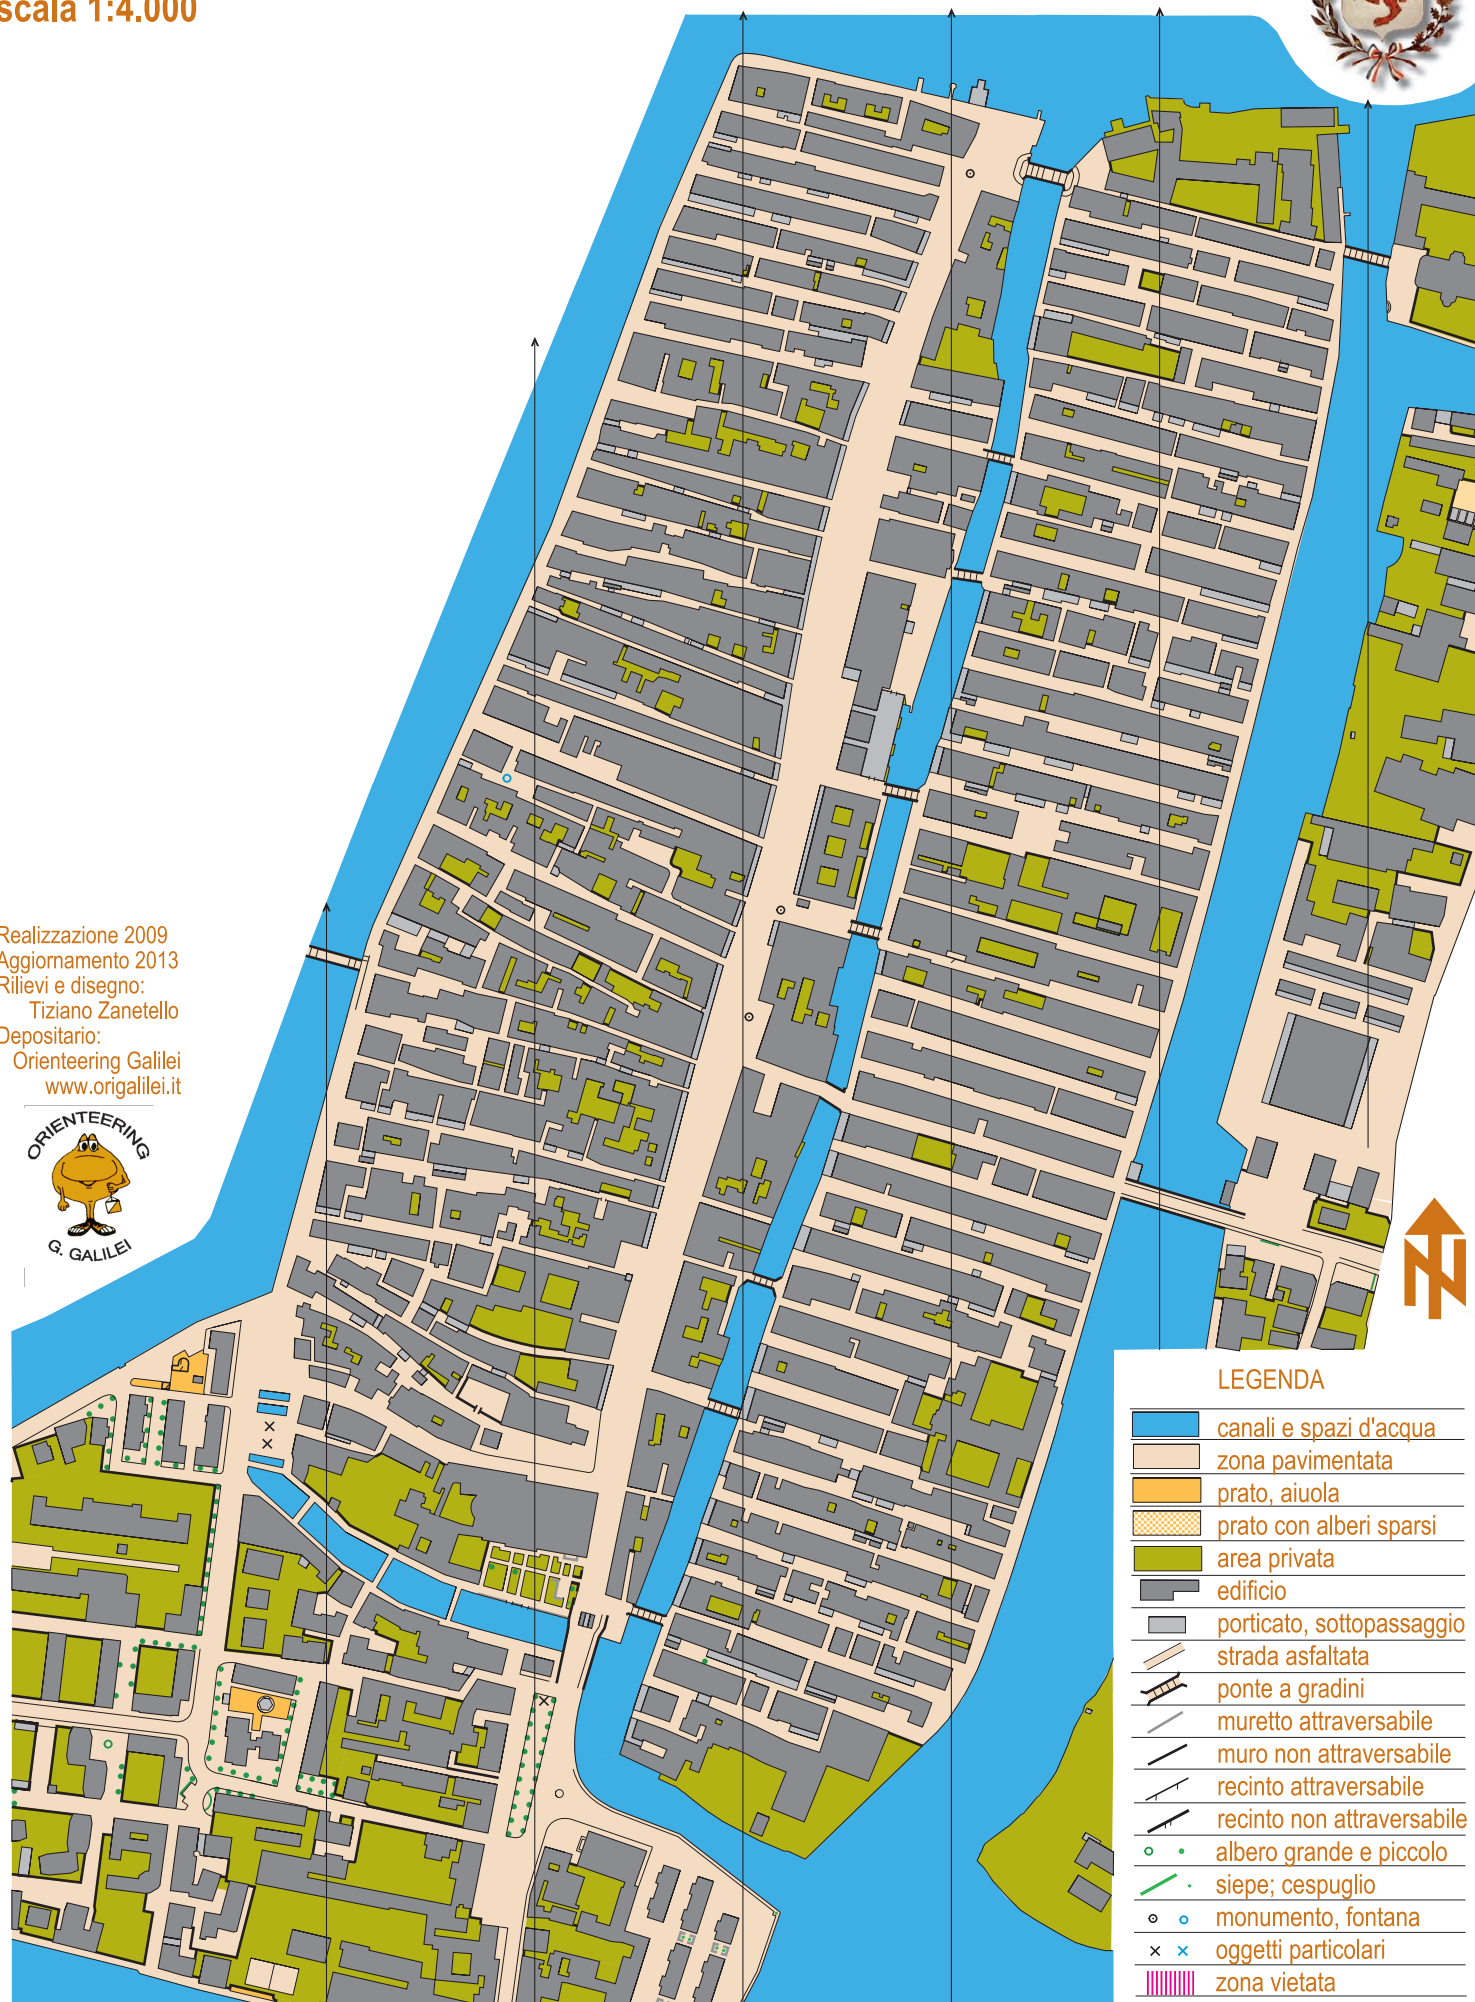 scala 1:4.000
Realizzazione 2009
Aggiornamento 2013
Rilievi e disegno:
Tiziano Zanetello
Depositario:
Orienteering Galilei
www.origalilei.it
ORIENTEERING
G. GALILEI
N
LEGENDA
canali e spazi d'acqua
zona pavimentata
prato, aiuola
prato con alberi sparsi
area privata
edificio
porticato, sottopassaggio
strada asfaltata
ponte a gradini
muretto attraversabile
muro non attraversabile
recinto attraversabile
recinto non attraversabile
albero grande e piccolo
siepe; cespuglio
monumento, fontana
oggetti particolari
zona vietata